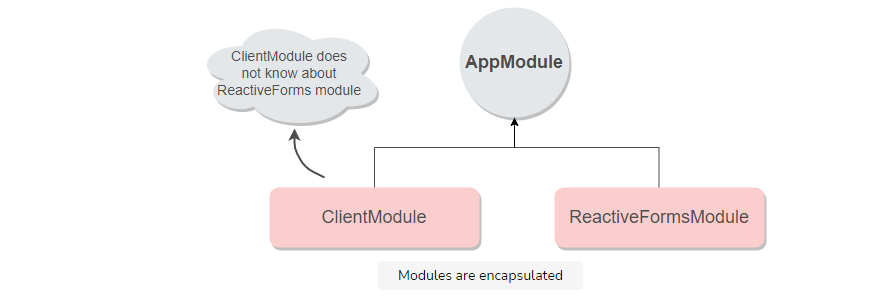 ClientModule does
not know about
ReactiveForms module
AppModule
ClientModule
ReactiveFormsModule
Modules are encapsulated